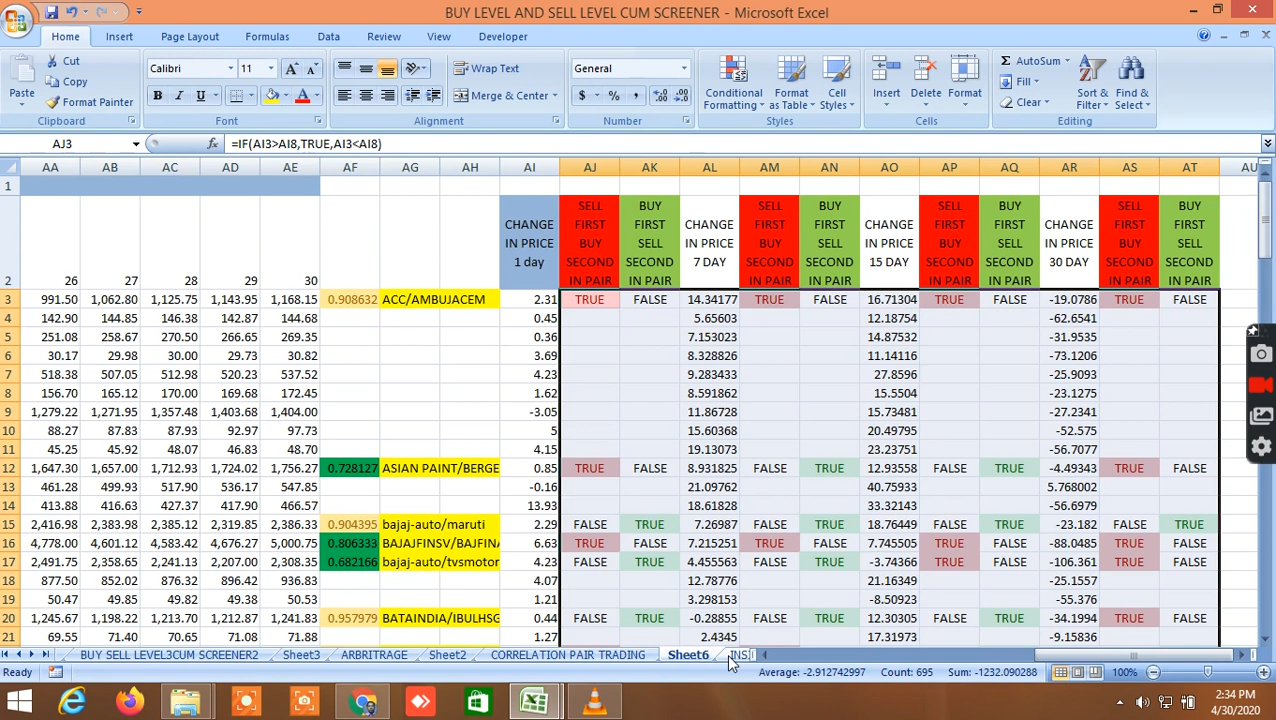 BUY LEVEL AND SELL LEVEL CUM SCREENER - Microsoft Excel
Home Insert Page Layout Formulas Data Review View Developer
Paste Cut Copy Format Painter
Calibri 11 General
Wrap Text Merge & Center
B I U $ % ,
Conditional Formatting Format as Table Cell Styles
Insert Delete Format
Σ AutoSum Fill Clear
Sort & Filter Find & Select
Clipboard Font Alignment Number Styles Cells Editing
AJ3 fx =IF(AI3>AI8,TRUE,AI3<AI8)
AA AB AC AD AE AF AG AH AI AJ AK AL AM AN AO AP AQ AR AS AT AU
1
2 26 27 28 29 30 CHANGE IN PRICE 1 day SELL FIRST BUY SECOND IN PAIR BUY FIRST SELL SECOND IN PAIR CHANGE IN PRICE 7 DAY SELL FIRST BUY SECOND IN PAIR BUY FIRST SELL SECOND IN PAIR CHANGE IN PRICE 15 DAY SELL FIRST BUY SECOND IN PAIR BUY FIRST SELL SECOND IN PAIR CHANGE IN PRICE 30 DAY SELL FIRST BUY SECOND IN PAIR BUY FIRST SELL SECOND IN PAIR
3 991.50 1,062.80 1,125.75 1,143.95 1,168.15 0.908632 ACC/AMBUJACEM 2.31 TRUE FALSE 14.34177 TRUE FALSE 16.71304 TRUE FALSE -19.0786 TRUE FALSE
4 142.90 144.85 146.38 142.87 144.68 0.45 5.65603 12.18754 -62.6541
5 251.08 258.67 270.50 266.65 269.35 0.36 7.153023 14.87532 -31.9535
6 30.17 29.98 30.00 29.73 30.82 3.69 8.328826 11.14116 -73.1206
7 518.38 507.05 512.98 520.23 537.52 4.23 9.283433 27.8596 -25.9093
8 156.70 165.12 170.00 169.68 172.45 1.62 8.591862 15.5504 -23.1275
9 1,279.22 1,271.95 1,357.48 1,403.68 1,404.00 -3.05 11.86728 15.73481 -27.2341
10 88.27 87.83 87.93 92.97 97.73 5 15.60368 20.49795 -52.575
11 45.25 45.92 48.07 46.83 48.70 4.15 19.13073 23.23751 -56.7077
12 1,647.30 1,657.00 1,712.93 1,724.02 1,756.27 0.728127 ASIAN PAINT/BERGE 0.85 TRUE FALSE 8.931825 FALSE TRUE 12.93558 FALSE TRUE -4.42343 TRUE FALSE
13 461.28 499.93 517.90 536.17 547.85 -0.16 21.09762 40.75933 5.768002
14 413.88 416.63 427.37 417.90 466.57 13.93 18.61828 33.32143 -56.6979
15 2,416.98 2,383.98 2,385.12 2,319.85 2,386.33 0.904395 bajaj-auto/maruti 2.29 FALSE TRUE 7.26987 FALSE TRUE 18.76449 FALSE TRUE -23.182 FALSE TRUE
16 4,778.00 4,601.12 4,583.42 4,676.27 5,000.75 0.806333 BAJAJFINSV/BAJFINA 6.63 TRUE FALSE 7.215251 TRUE FALSE 7.745505 TRUE FALSE -88.0485 TRUE FALSE
17 2,491.75 2,358.65 2,241.13 2,207.00 2,308.35 0.682166 bajaj-auto/tvsmotor 4.23 FALSE TRUE 4.455563 FALSE TRUE -3.74366 TRUE FALSE -106.361 TRUE FALSE
18 877.50 852.02 876.32 896.42 936.83 4.07 12.78776 21.16349 -25.1557
19 50.47 49.85 49.82 49.38 50.53 1.21 3.298153 -8.50923 -55.376
20 1,245.67 1,198.22 1,213.70 1,212.87 1,241.83 0.957979 BATAINDIA/IBULHSG 0.44 FALSE TRUE -0.28855 FALSE TRUE 12.30305 FALSE TRUE -34.1994 TRUE FALSE
21 69.55 71.40 70.65 71.08 71.88 1.27 2.4345 17.31973 -9.15836
BUY SELL LEVEL3CUM SCREENER2 Sheet3 ARBRITRAGE Sheet2 CORRELATION PAIR TRADING Sheet6
Ready Average: -2.912742997 Count: 695 Sum: -1232.090288 100%
2:34 PM
4/30/2020